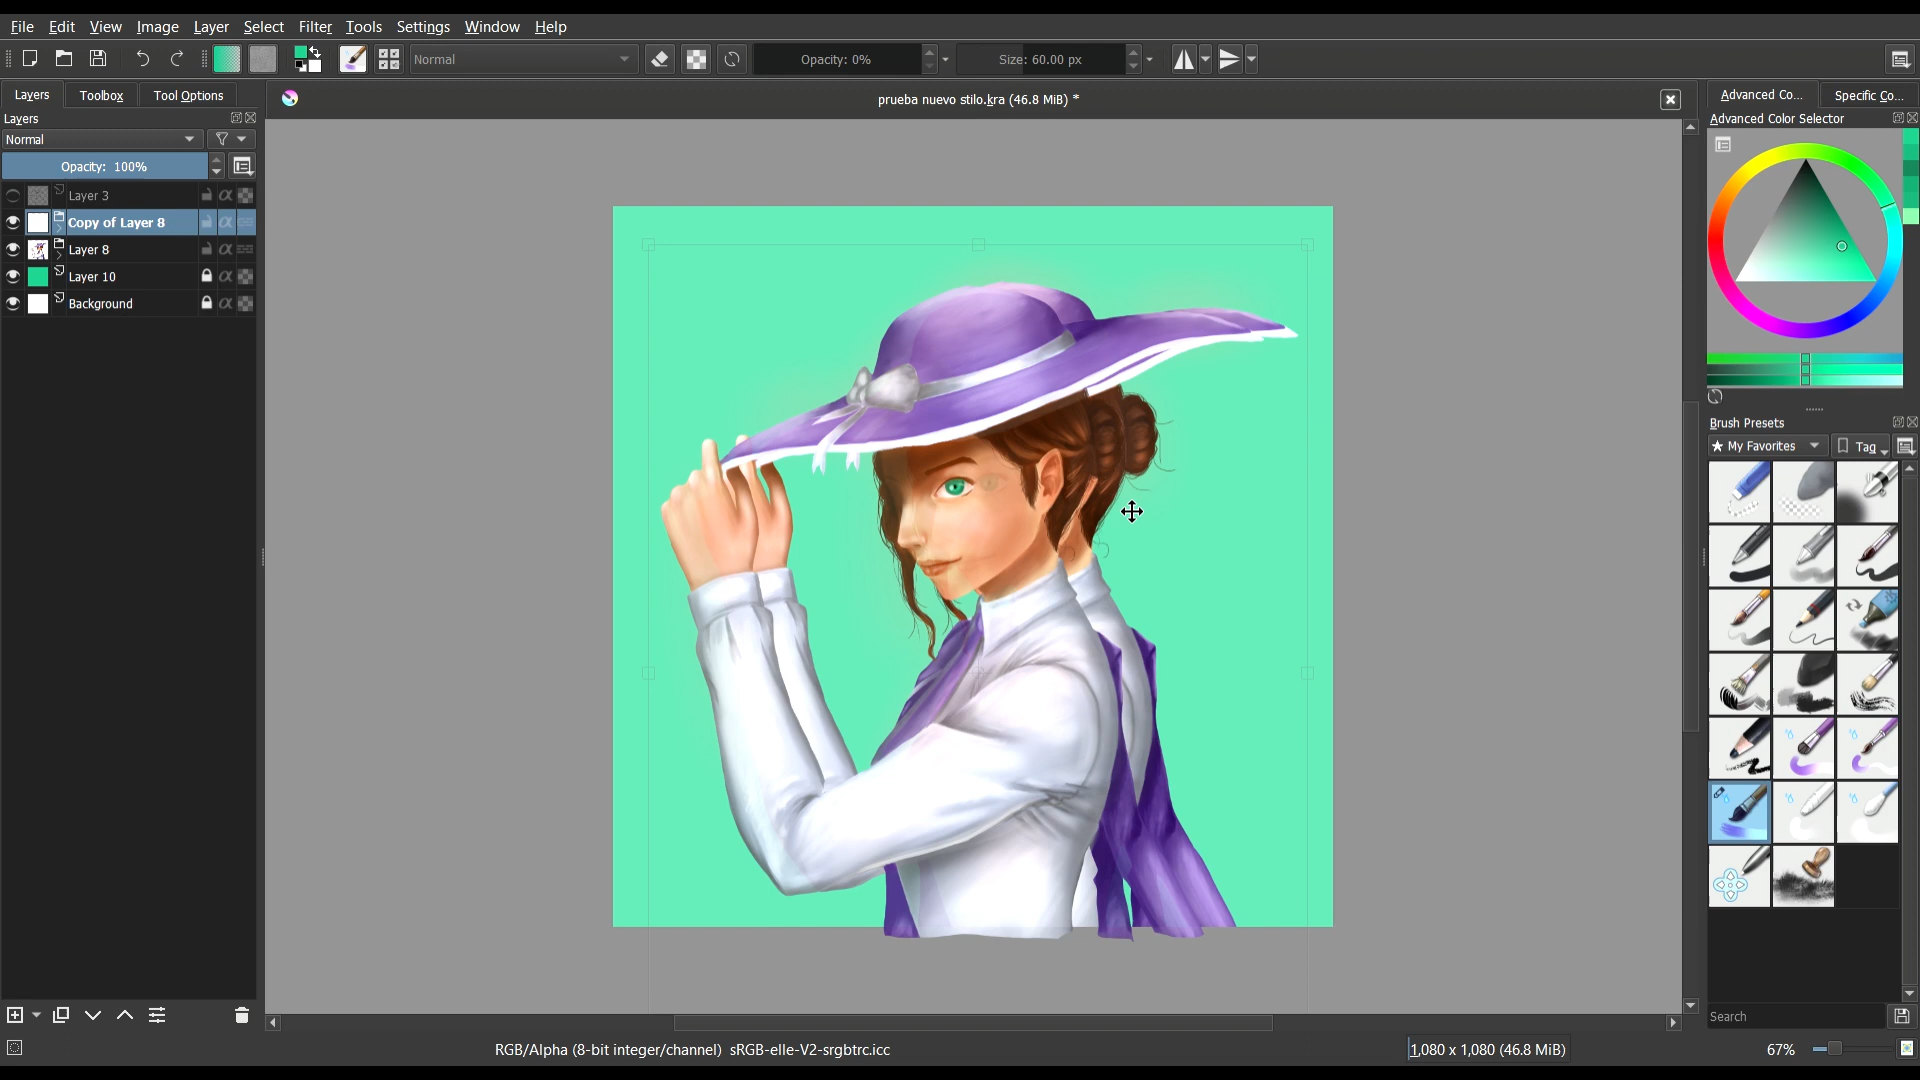 File Edit View Image Layer Select Filter Tools Settings Window Help
Normal
Opacity: 0%
Size: 60.00 px
Layers
Toolbox
Tool Options
prueba nuevo stilo.kra (46.8 MiB) *
Advanced Co...
Specific Co...
Layers
Advanced Color Selector
Normal
Opacity: 100%
Layer 3
Copy of Layer 8
Layer 8
Layer 10
Background
Brush Presets
★ My Favorites
Tag
Search
RGB/Alpha (8-bit integer/channel) sRGB-elle-V2-srgbtrc.icc
1,080 x 1,080 (46.8 MiB)
67%